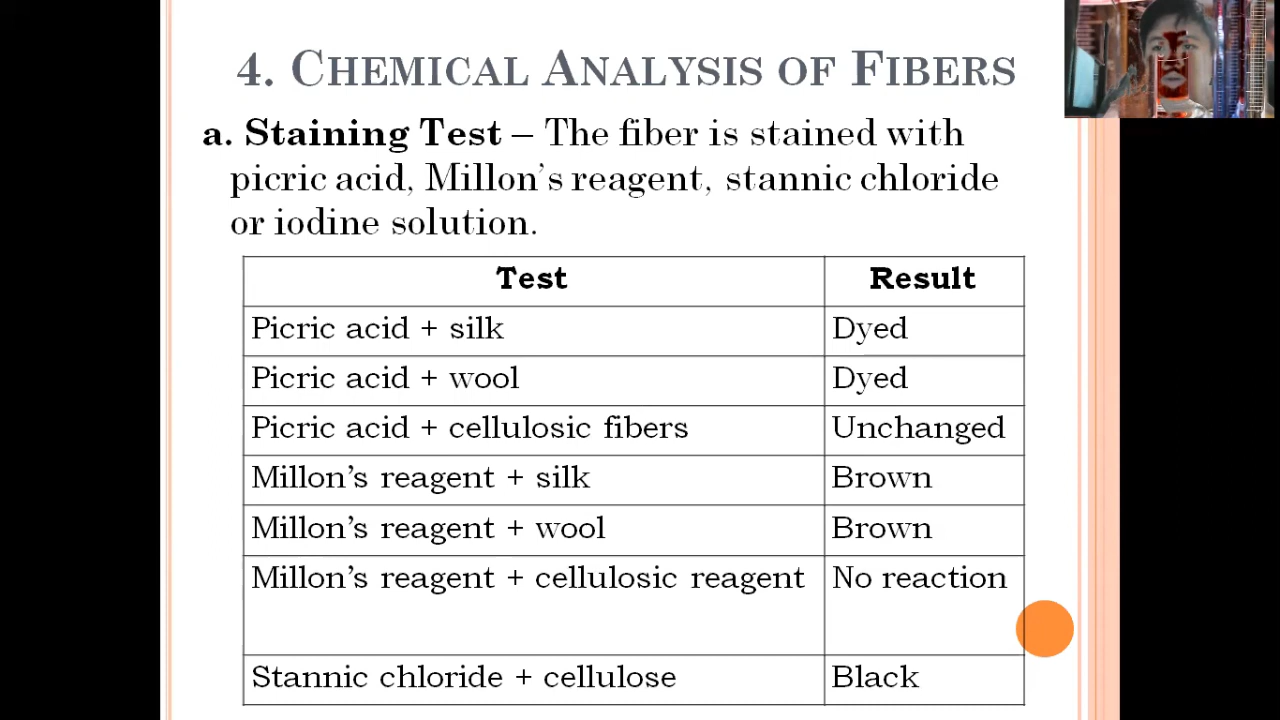 4. CHEMICAL ANALYSIS OF FIBERS
a. Staining Test – The fiber is stained with
picric acid, Millon’s reagent, stannic chloride
or iodine solution.
Test Result
Picric acid + silk Dyed
Picric acid + wool Dyed
Picric acid + cellulosic fibers Unchanged
Millon’s reagent + silk Brown
Millon’s reagent + wool Brown
Millon’s reagent + cellulosic reagent No reaction
Stannic chloride + cellulose Black